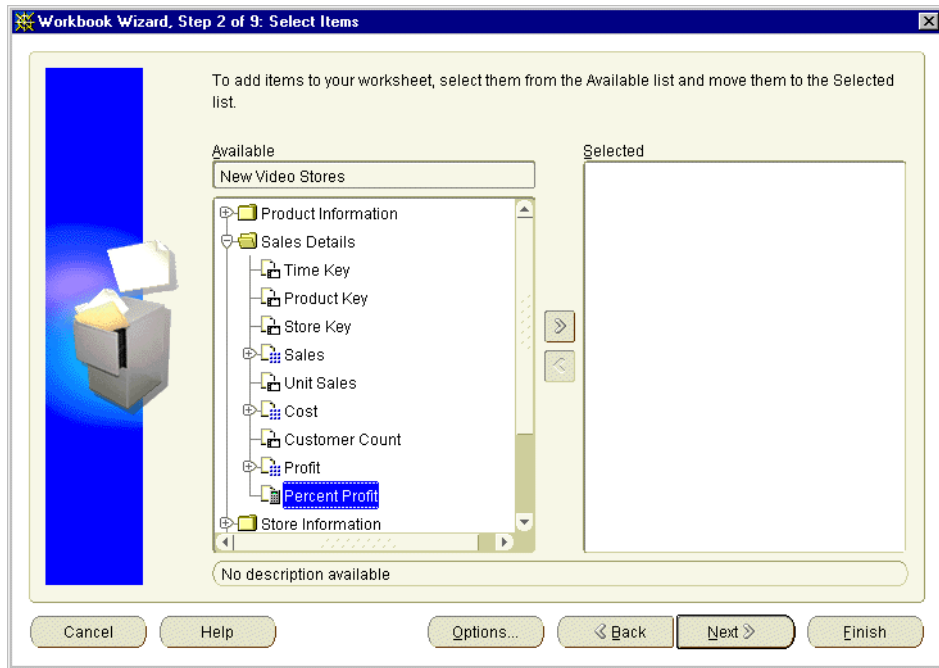 Workbook Wizard, Step 2 of 9: Select Items
To add items to your worksheet, select them from the Available list and move them to the Selected
list.
Available
Selected
New Video Stores
Product Information
Sales Details
Time Key
Product Key
Store Key
Sales
Unit Sales
Cost
Customer Count
Profit
Percent Profit
Store Information
No description available
Cancel
Help
Options...
Back
Next
Finish